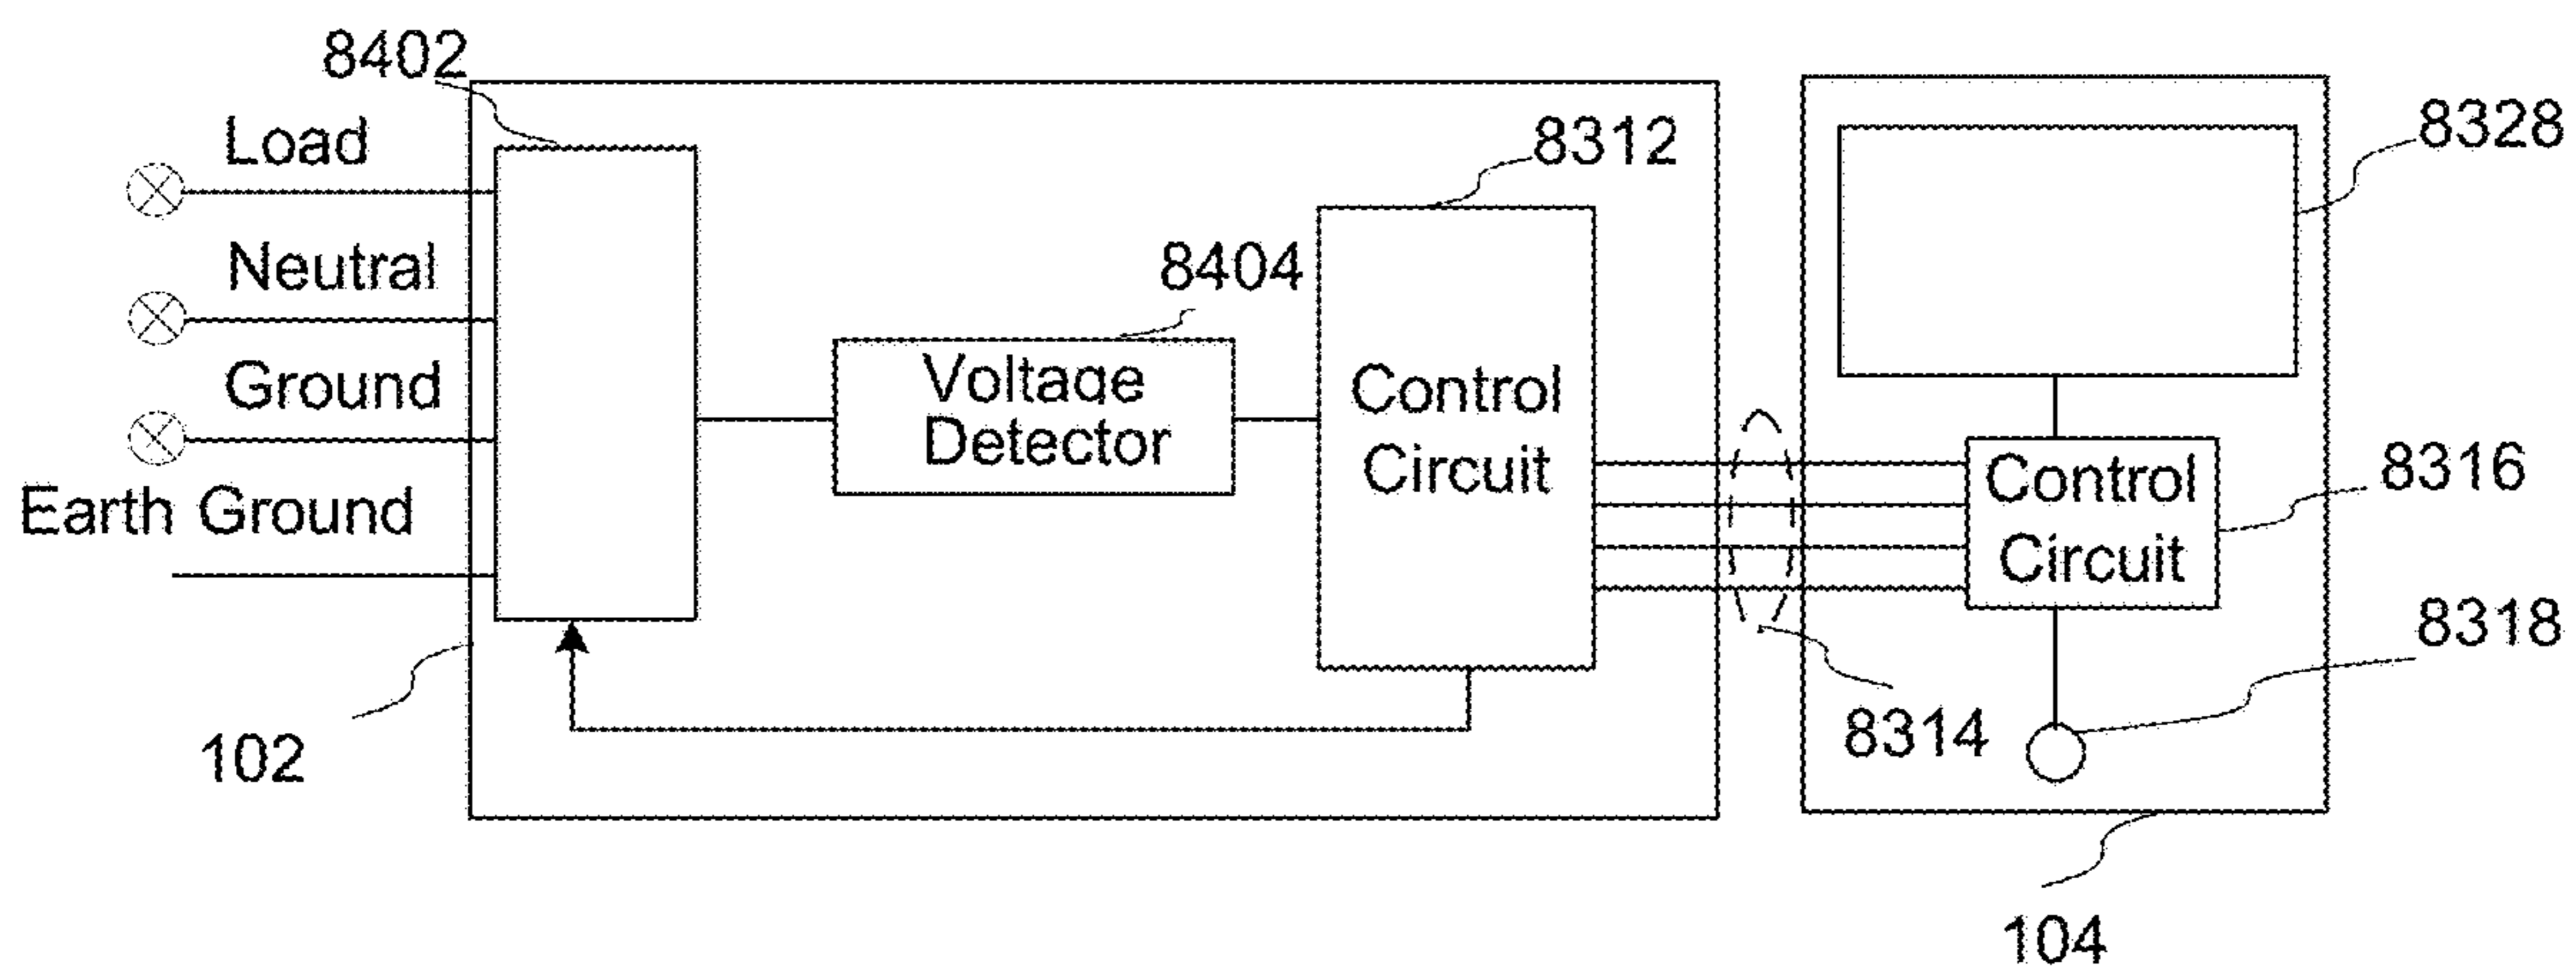 8402
Load
8312
8328
Neutral
8404
Voltage
Detector
Ground
Control
Circuit
Control
Circuit
8316
Earth Ground
8318
8314
102
104